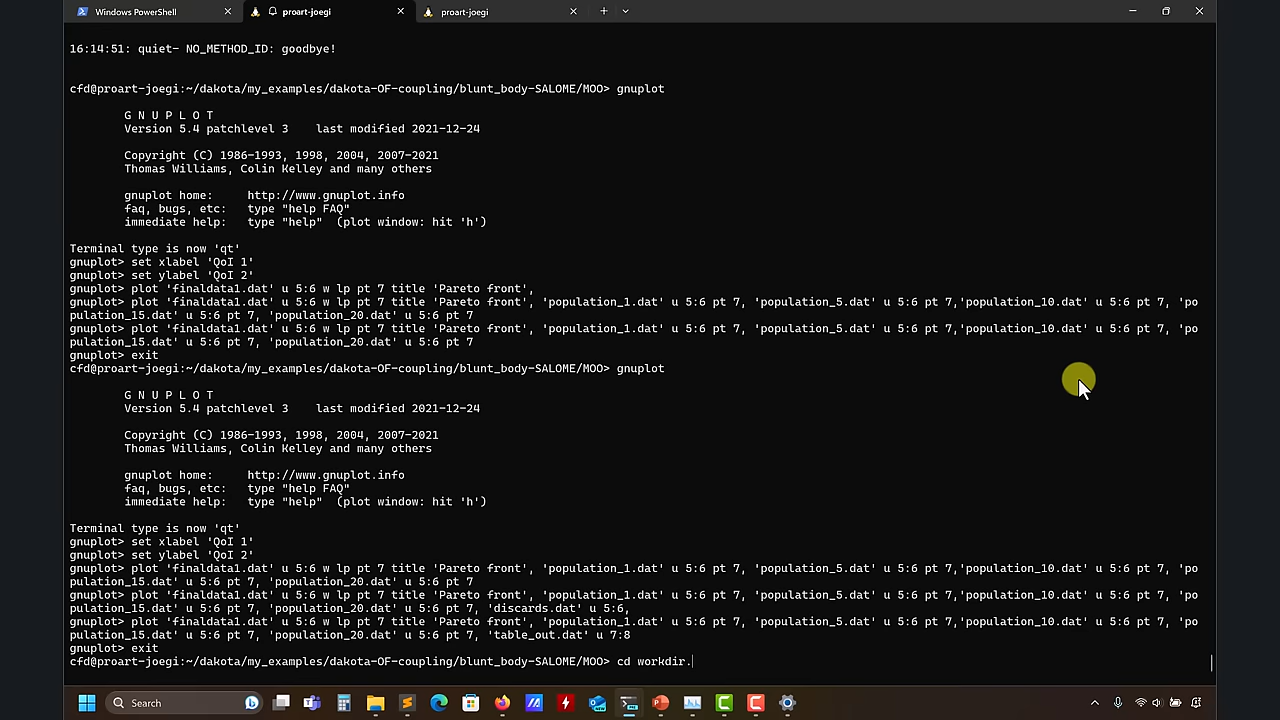 Windows PowerShell
proart-joegi
proart-joegi
16:14:51: quiet- NO_METHOD_ID: goodbye!
cfd@proart-joegi:~/dakota/my_examples/dakota-OF-coupling/blunt_body-SALOME/MOO> gnuplot
G N U P L O T
Version 5.4 patchlevel 3    last modified 2021-12-24
Copyright (C) 1986-1993, 1998, 2004, 2007-2021
Thomas Williams, Colin Kelley and many others
gnuplot home:     http://www.gnuplot.info
faq, bugs, etc:   type "help FAQ"
immediate help:   type "help"  (plot window: hit 'h')
Terminal type is now 'qt'
gnuplot> set xlabel 'QoI 1'
gnuplot> set ylabel 'QoI 2'
gnuplot> plot 'finaldata1.dat' u 5:6 w lp pt 7 title 'Pareto front',
gnuplot> plot 'finaldata1.dat' u 5:6 w lp pt 7 title 'Pareto front', 'population_1.dat' u 5:6 pt 7, 'population_5.dat' u 5:6 pt 7,'population_10.dat' u 5:6 pt 7, 'po
pulation_15.dat' u 5:6 pt 7, 'population_20.dat' u 5:6 pt 7
gnuplot> plot 'finaldata1.dat' u 5:6 w lp pt 7 title 'Pareto front', 'population_1.dat' u 5:6 pt 7, 'population_5.dat' u 5:6 pt 7,'population_10.dat' u 5:6 pt 7, 'po
pulation_15.dat' u 5:6 pt 7, 'population_20.dat' u 5:6 pt 7
gnuplot> exit
cfd@proart-joegi:~/dakota/my_examples/dakota-OF-coupling/blunt_body-SALOME/MOO> gnuplot
G N U P L O T
Version 5.4 patchlevel 3    last modified 2021-12-24
Copyright (C) 1986-1993, 1998, 2004, 2007-2021
Thomas Williams, Colin Kelley and many others
gnuplot home:     http://www.gnuplot.info
faq, bugs, etc:   type "help FAQ"
immediate help:   type "help"  (plot window: hit 'h')
Terminal type is now 'qt'
gnuplot> set xlabel 'QoI 1'
gnuplot> set ylabel 'QoI 2'
gnuplot> plot 'finaldata1.dat' u 5:6 w lp pt 7 title 'Pareto front', 'population_1.dat' u 5:6 pt 7, 'population_5.dat' u 5:6 pt 7,'population_10.dat' u 5:6 pt 7, 'po
pulation_15.dat' u 5:6 pt 7, 'population_20.dat' u 5:6 pt 7
gnuplot> plot 'finaldata1.dat' u 5:6 w lp pt 7 title 'Pareto front', 'population_1.dat' u 5:6 pt 7, 'population_5.dat' u 5:6 pt 7,'population_10.dat' u 5:6 pt 7, 'po
pulation_15.dat' u 5:6 pt 7, 'population_20.dat' u 5:6 pt 7, 'discards.dat' u 5:6,
gnuplot> plot 'finaldata1.dat' u 5:6 w lp pt 7 title 'Pareto front', 'population_1.dat' u 5:6 pt 7, 'population_5.dat' u 5:6 pt 7,'population_10.dat' u 5:6 pt 7, 'po
pulation_15.dat' u 5:6 pt 7, 'population_20.dat' u 5:6 pt 7, 'table_out.dat' u 7:8
gnuplot> exit
cfd@proart-joegi:~/dakota/my_examples/dakota-OF-coupling/blunt_body-SALOME/MOO> cd workdir.
Search